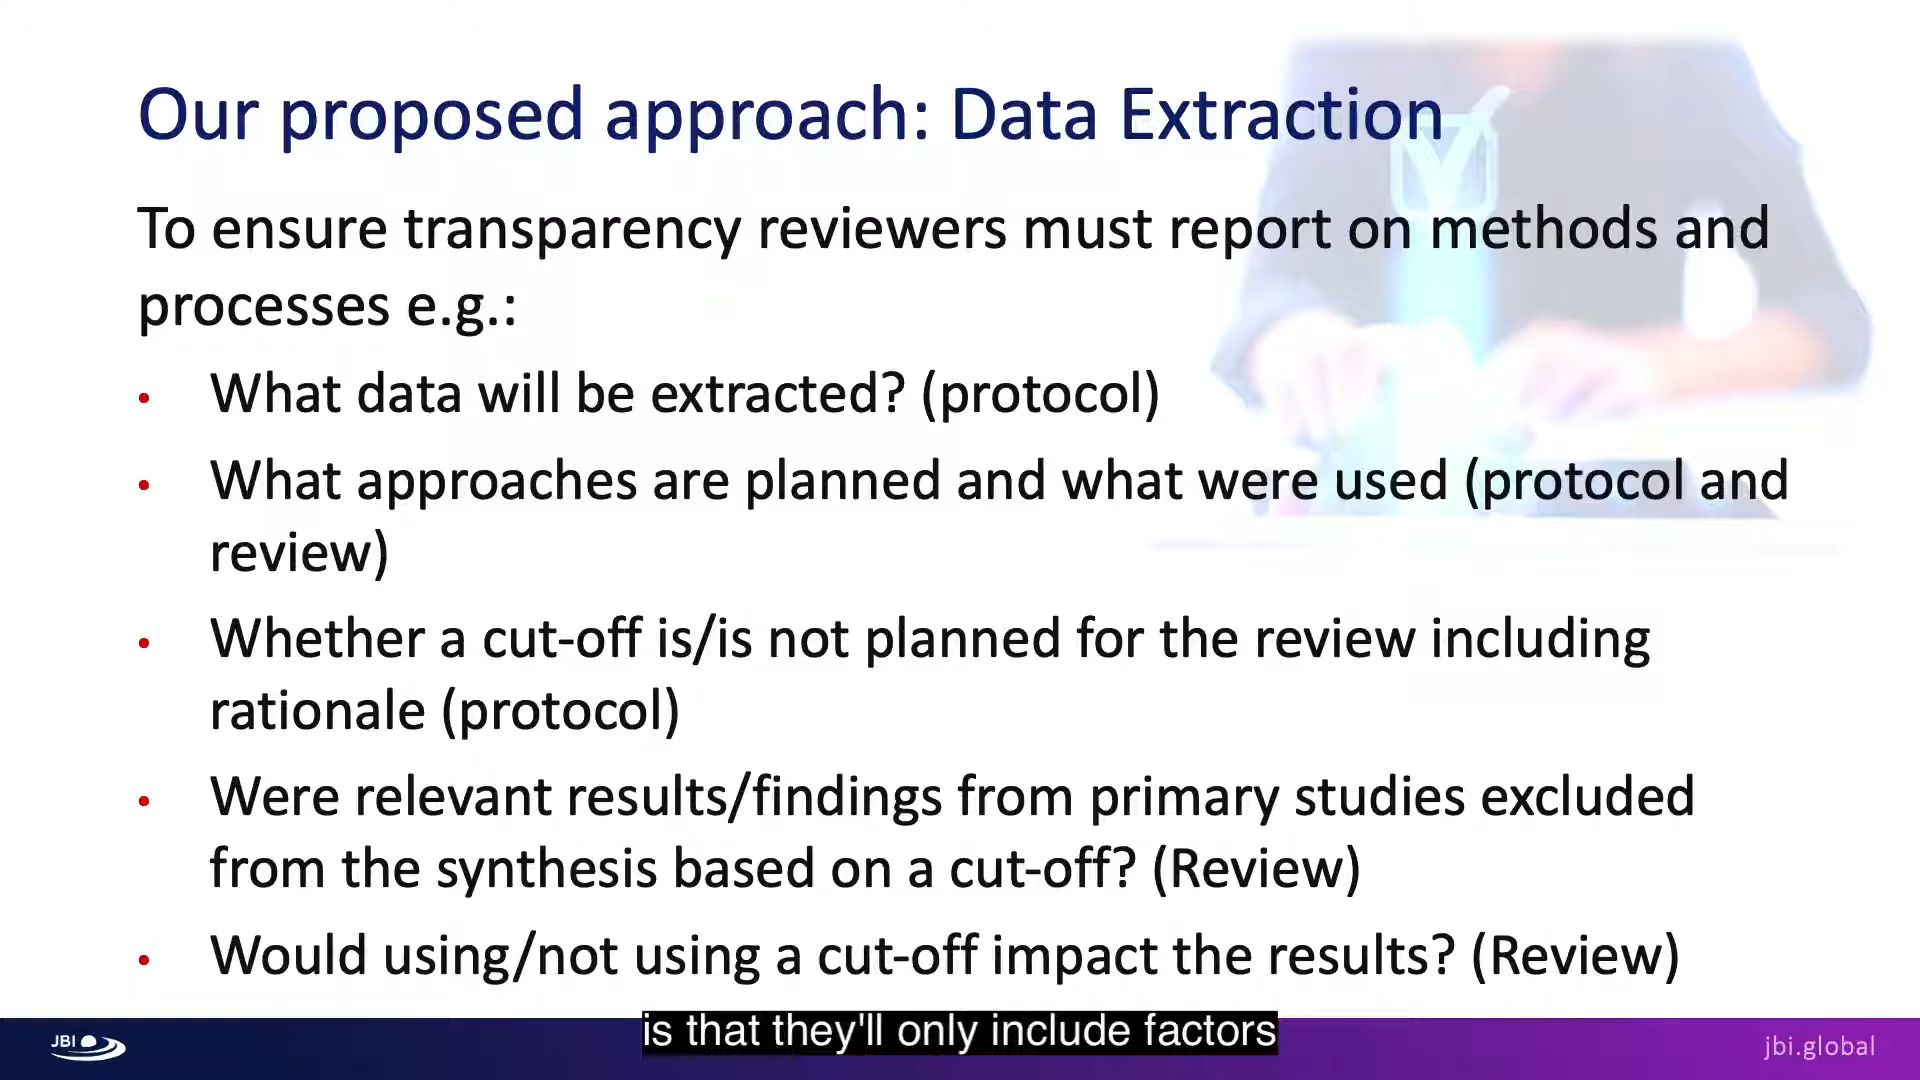 Our proposed approach: Data Extraction
To ensure transparency reviewers must report on methods and
processes e.g.:
• What data will be extracted? (protocol)
• What approaches are planned and what were used (protocol and
review)
• Whether a cut-off is/is not planned for the review including
rationale (protocol)
• Were relevant results/findings from primary studies excluded
from the synthesis based on a cut-off? (Review)
• Would using/not using a cut-off impact the results? (Review)
is that they'll only include factors
JBI
jbi.global